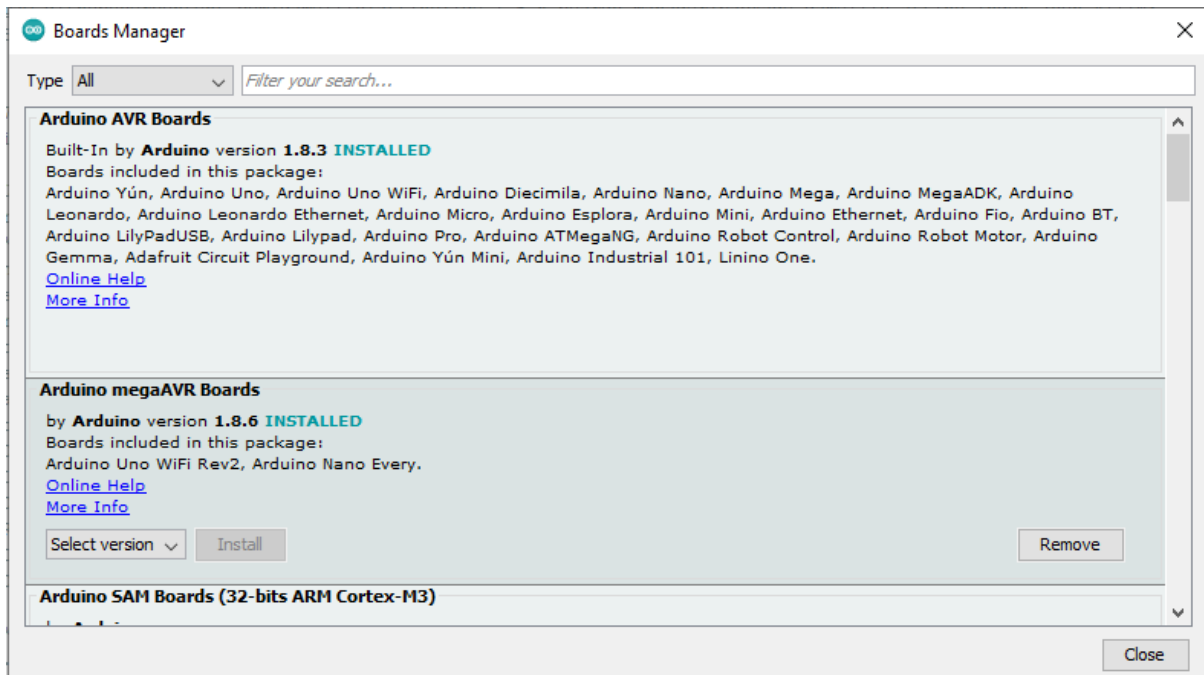 Boards Manager
Type All Filter your search...
Arduino AVR Boards
Built-In by Arduino version 1.8.3 INSTALLED
Boards included in this package:
Arduino Yún, Arduino Uno, Arduino Uno WiFi, Arduino Diecimila, Arduino Nano, Arduino Mega, Arduino MegaADK, Arduino
Leonardo, Arduino Leonardo Ethernet, Arduino Micro, Arduino Esplora, Arduino Mini, Arduino Ethernet, Arduino Fio, Arduino BT,
Arduino LilyPadUSB, Arduino Lilypad, Arduino Pro, Arduino ATMegaNG, Arduino Robot Control, Arduino Robot Motor, Arduino
Gemma, Adafruit Circuit Playground, Arduino Yún Mini, Arduino Industrial 101, Linino One.
Online Help
More Info
Arduino megaAVR Boards
by Arduino version 1.8.6 INSTALLED
Boards included in this package:
Arduino Uno WiFi Rev2, Arduino Nano Every.
Online Help
More Info
Select version Install Remove
Arduino SAM Boards (32-bits ARM Cortex-M3)
Close